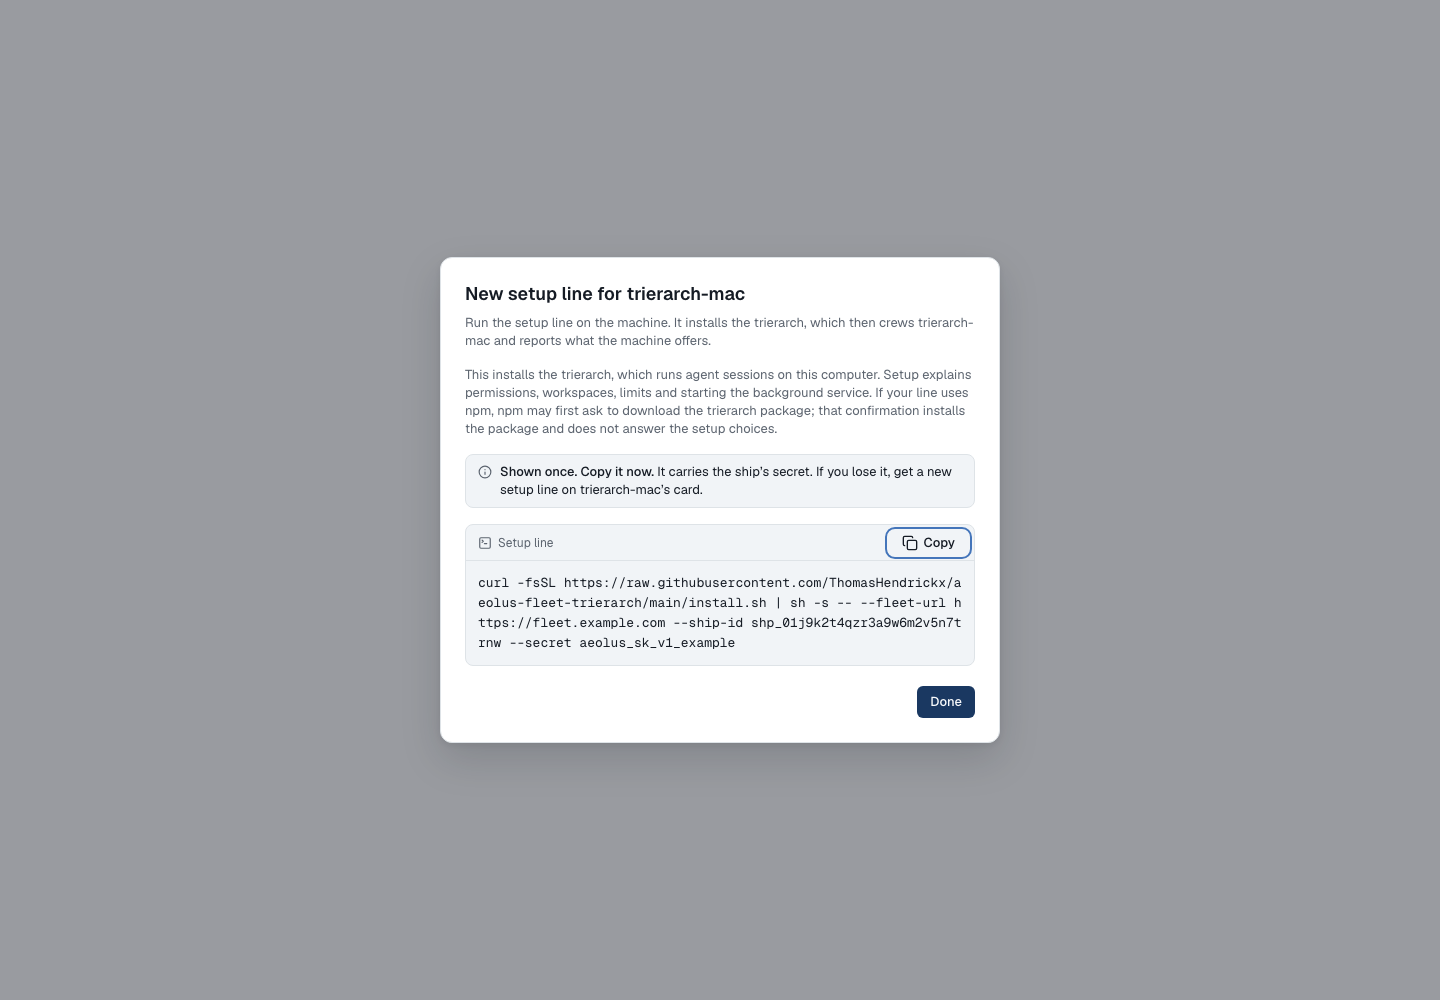 New setup line for trierarch-mac
Run the setup line on the machine. It installs the trierarch, which then crews trierarch-
mac and reports what the machine offers.
This installs the trierarch, which runs agent sessions on this computer. Setup explains
permissions, workspaces, limits and starting the background service. If your line uses
npm, npm may first ask to download the trierarch package; that confirmation installs
the package and does not answer the setup choices.
Shown once. Copy it now. It carries the ship’s secret. If you lose it, get a new
setup line on trierarch-mac’s card.
Setup line
Copy
curl -fsSL https://raw.githubusercontent.com/ThomasHendrickx/a
eolus-fleet-trierarch/main/install.sh | sh -s -- --fleet-url h
ttps://fleet.example.com --ship-id shp_01j9k2t4qzr3a9w6m2v5n7t
rnw --secret aeolus_sk_v1_example
Done